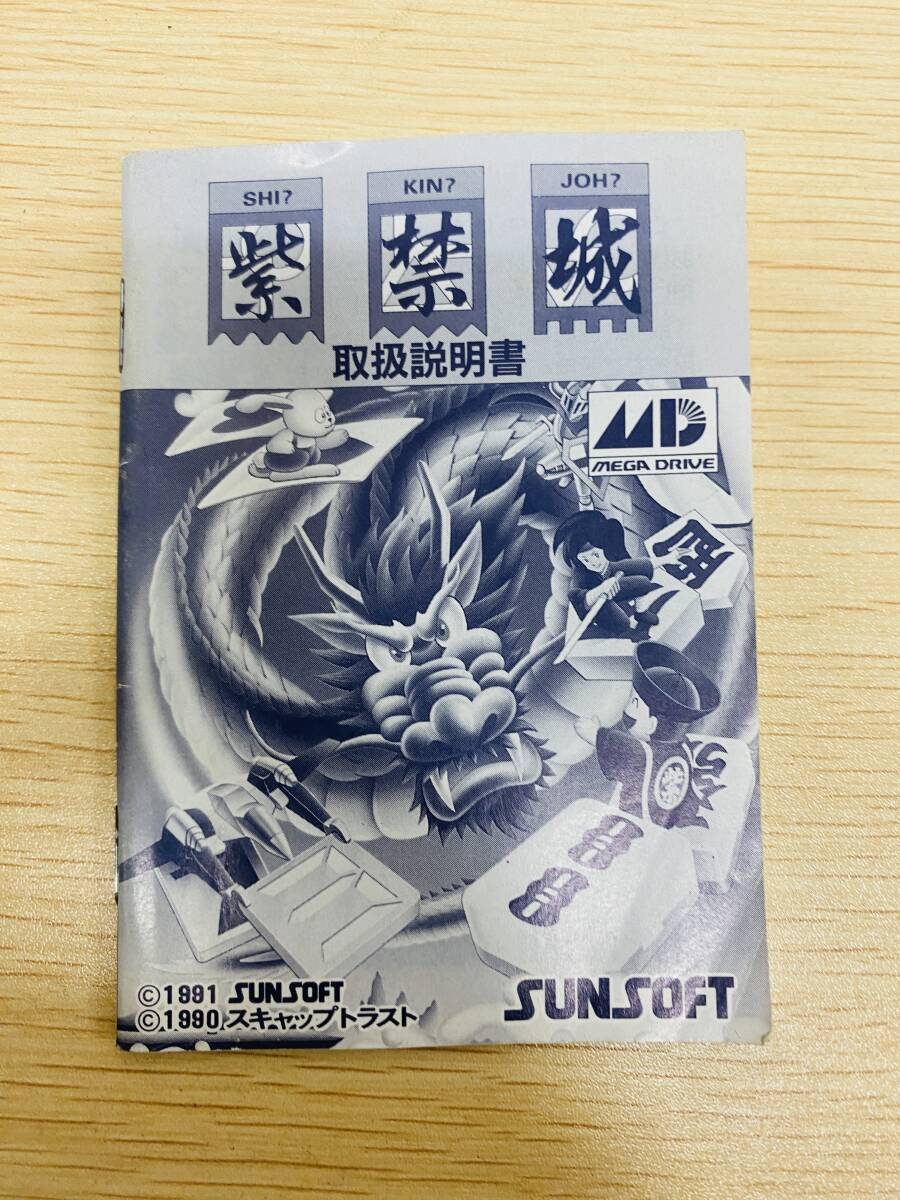 SHI? KIN? JOH?
紫禁城
取扱説明書
MD
MEGA DRIVE
©1991 SUNSOFT
©1990 スキャップトラスト
SUNSOFT